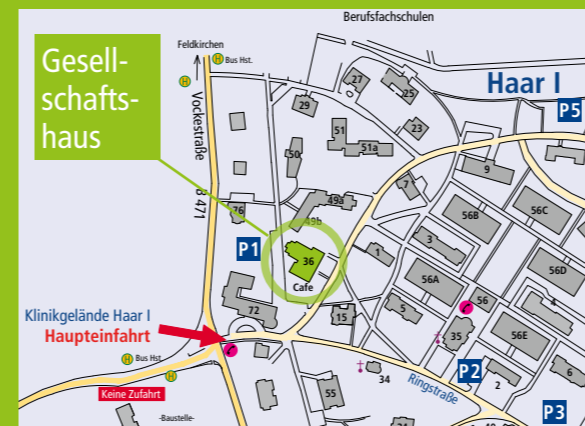 Berufsfachschulen
Gesell-
schafts-
haus
Feldkirchen
H Bus Hst.
H
Vockestraße
B 471
Haar I
P5
27
25
29
23
51
51a
50
9
7
49a
49b
76
56B
56C
P1
36
Cafe
1
3
56D
56A
72
15
5
56
4
35
56E
Klinikgelände Haar I
Haupteinfahrt
H Bus Hst.
H
Keine Zufahrt
-Baustelle-
55
34
Ringstraße
P2
2
6
P3